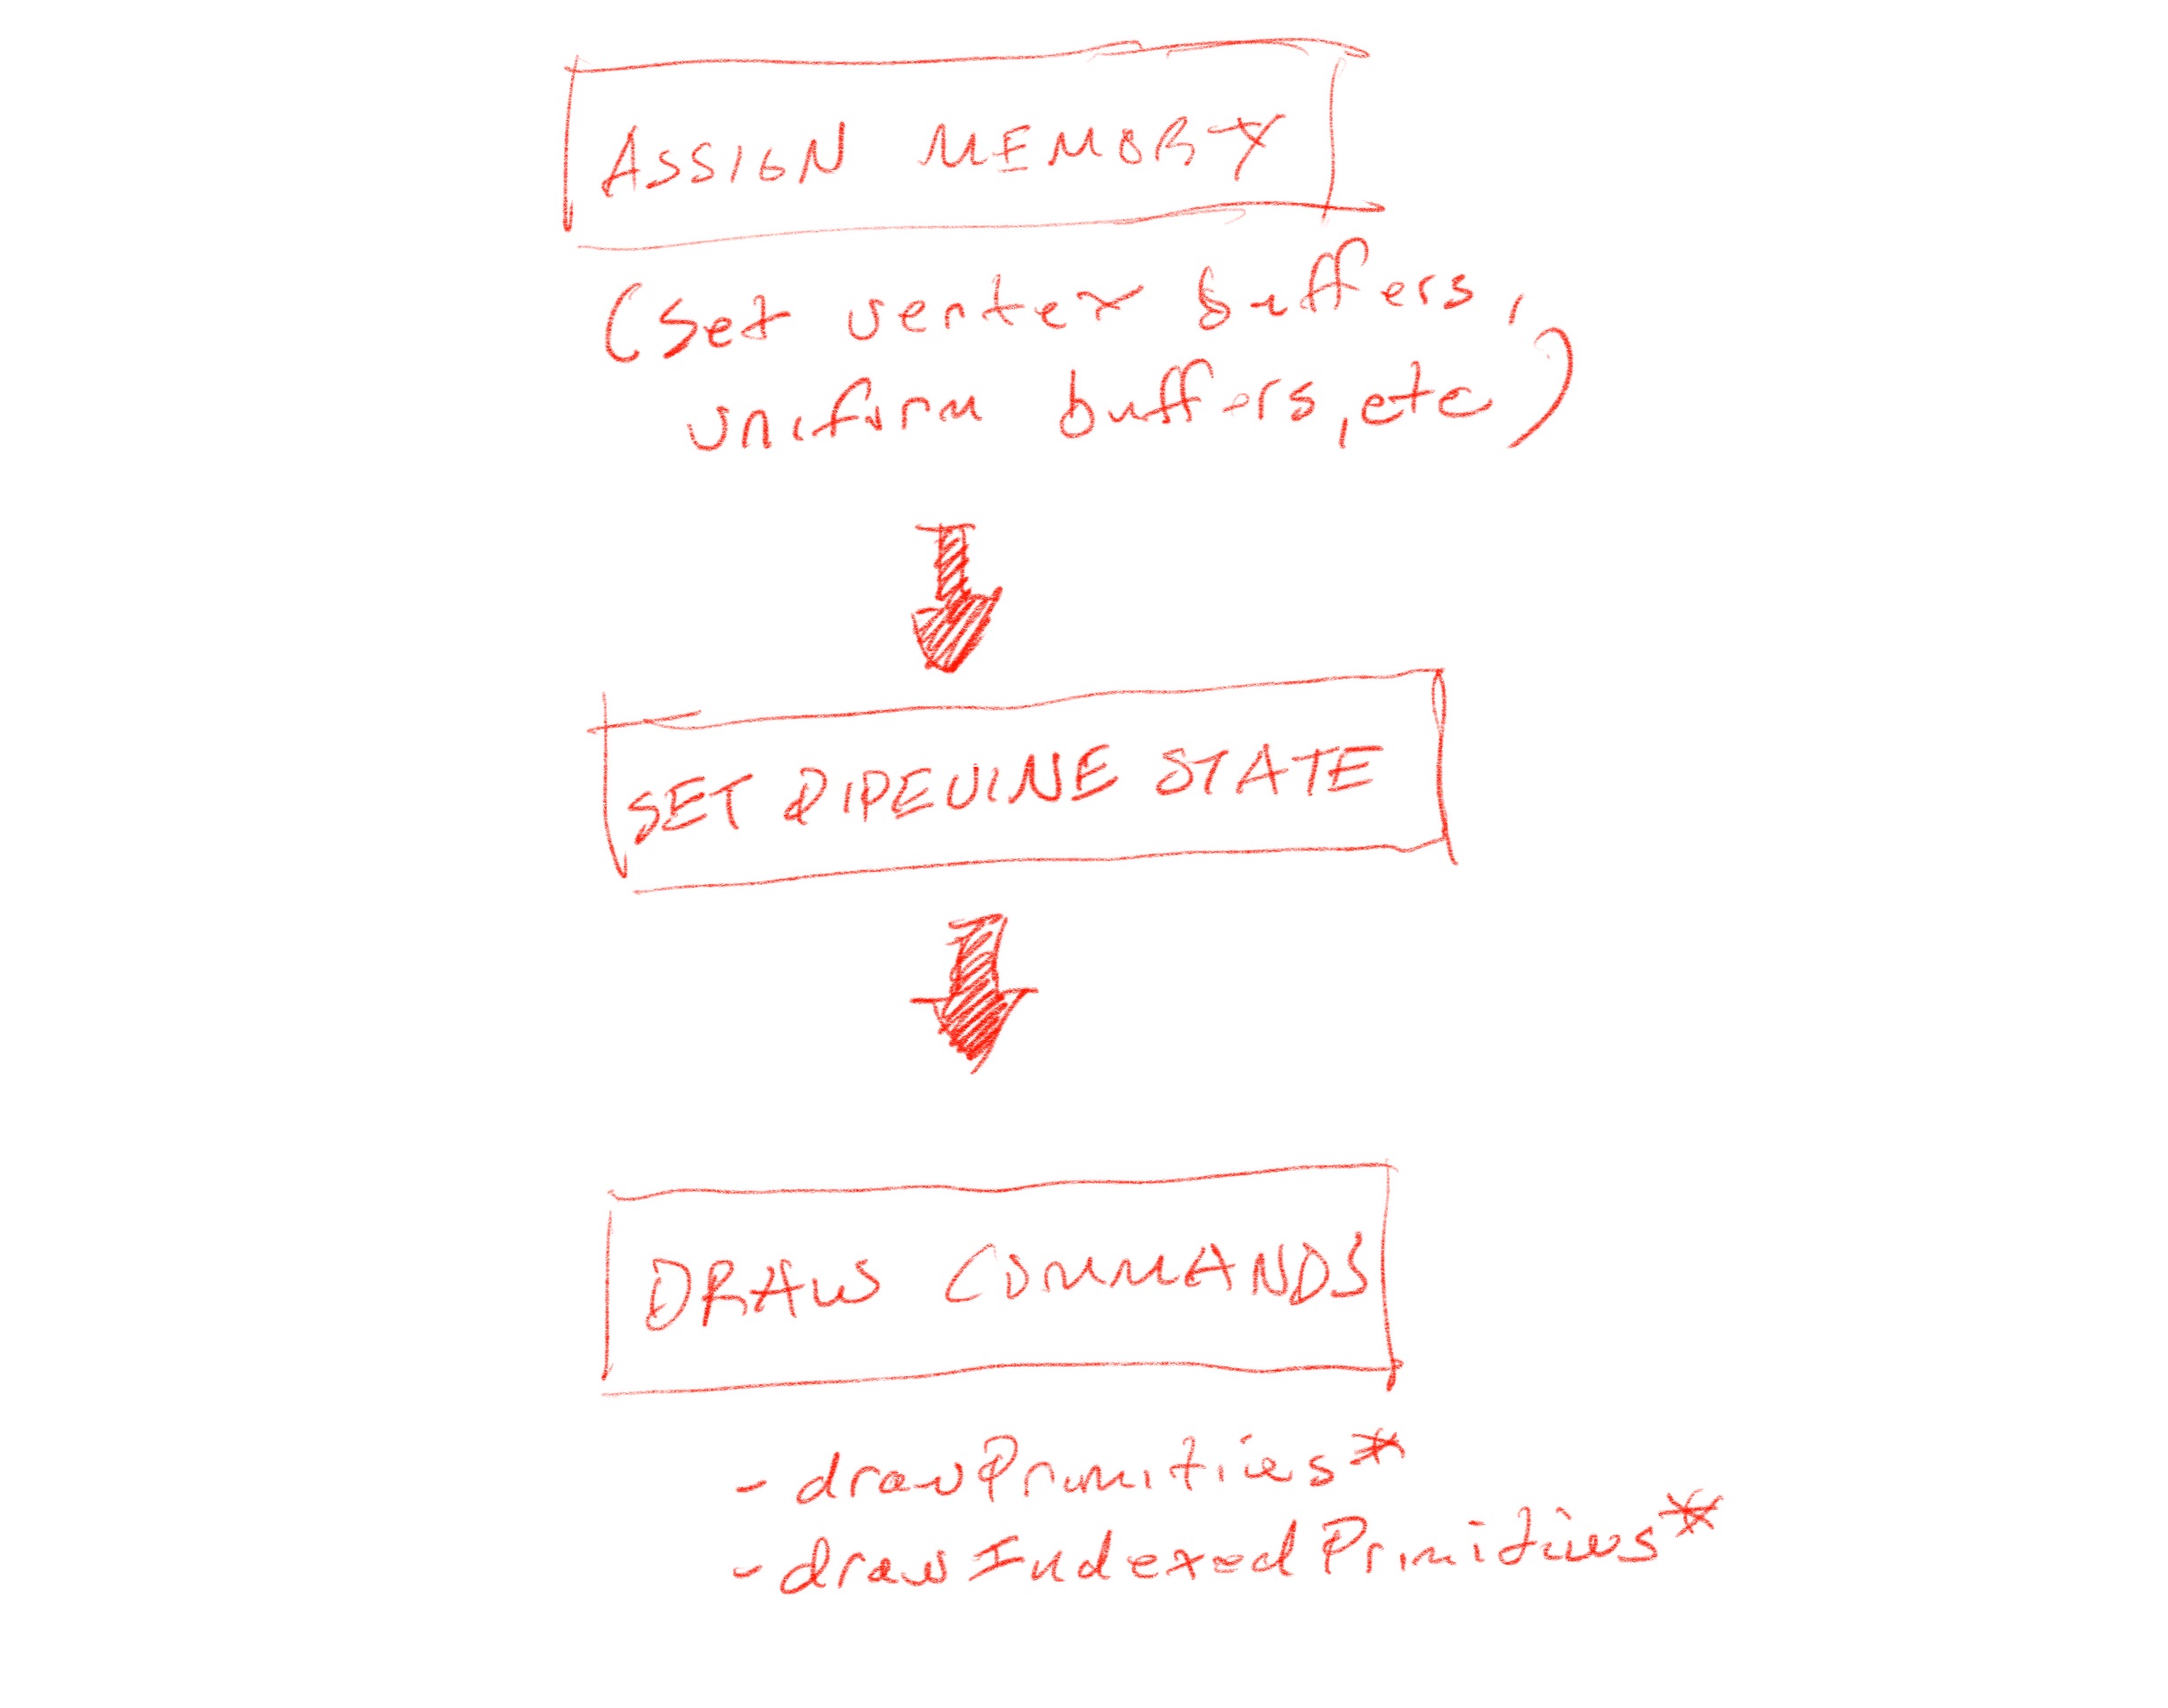 ASSIGN MEMORY
(Set vertex buffers,
uniform buffers, etc)
SET PIPELINE STATE
DRAW COMMANDS
- drawPrimitives*
- drawIndexedPrimitives*